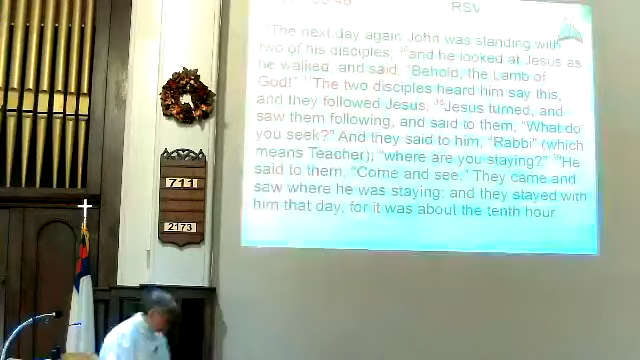 RSV
"The next day again John was standing with
two of his disciples; ³⁶and he looked at Jesus as
he walked, and said, "Behold, the Lamb of
God!" ³⁷The two disciples heard him say this,
and they followed Jesus. ³⁸Jesus turned, and
saw them following, and said to them, "What do
you seek?" And they said to him, "Rabbi" (which
means Teacher), "where are you staying?" ³⁹He
said to them, "Come and see." They came and
saw where he was staying; and they stayed with
him that day, for it was about the tenth hour.
711
2173